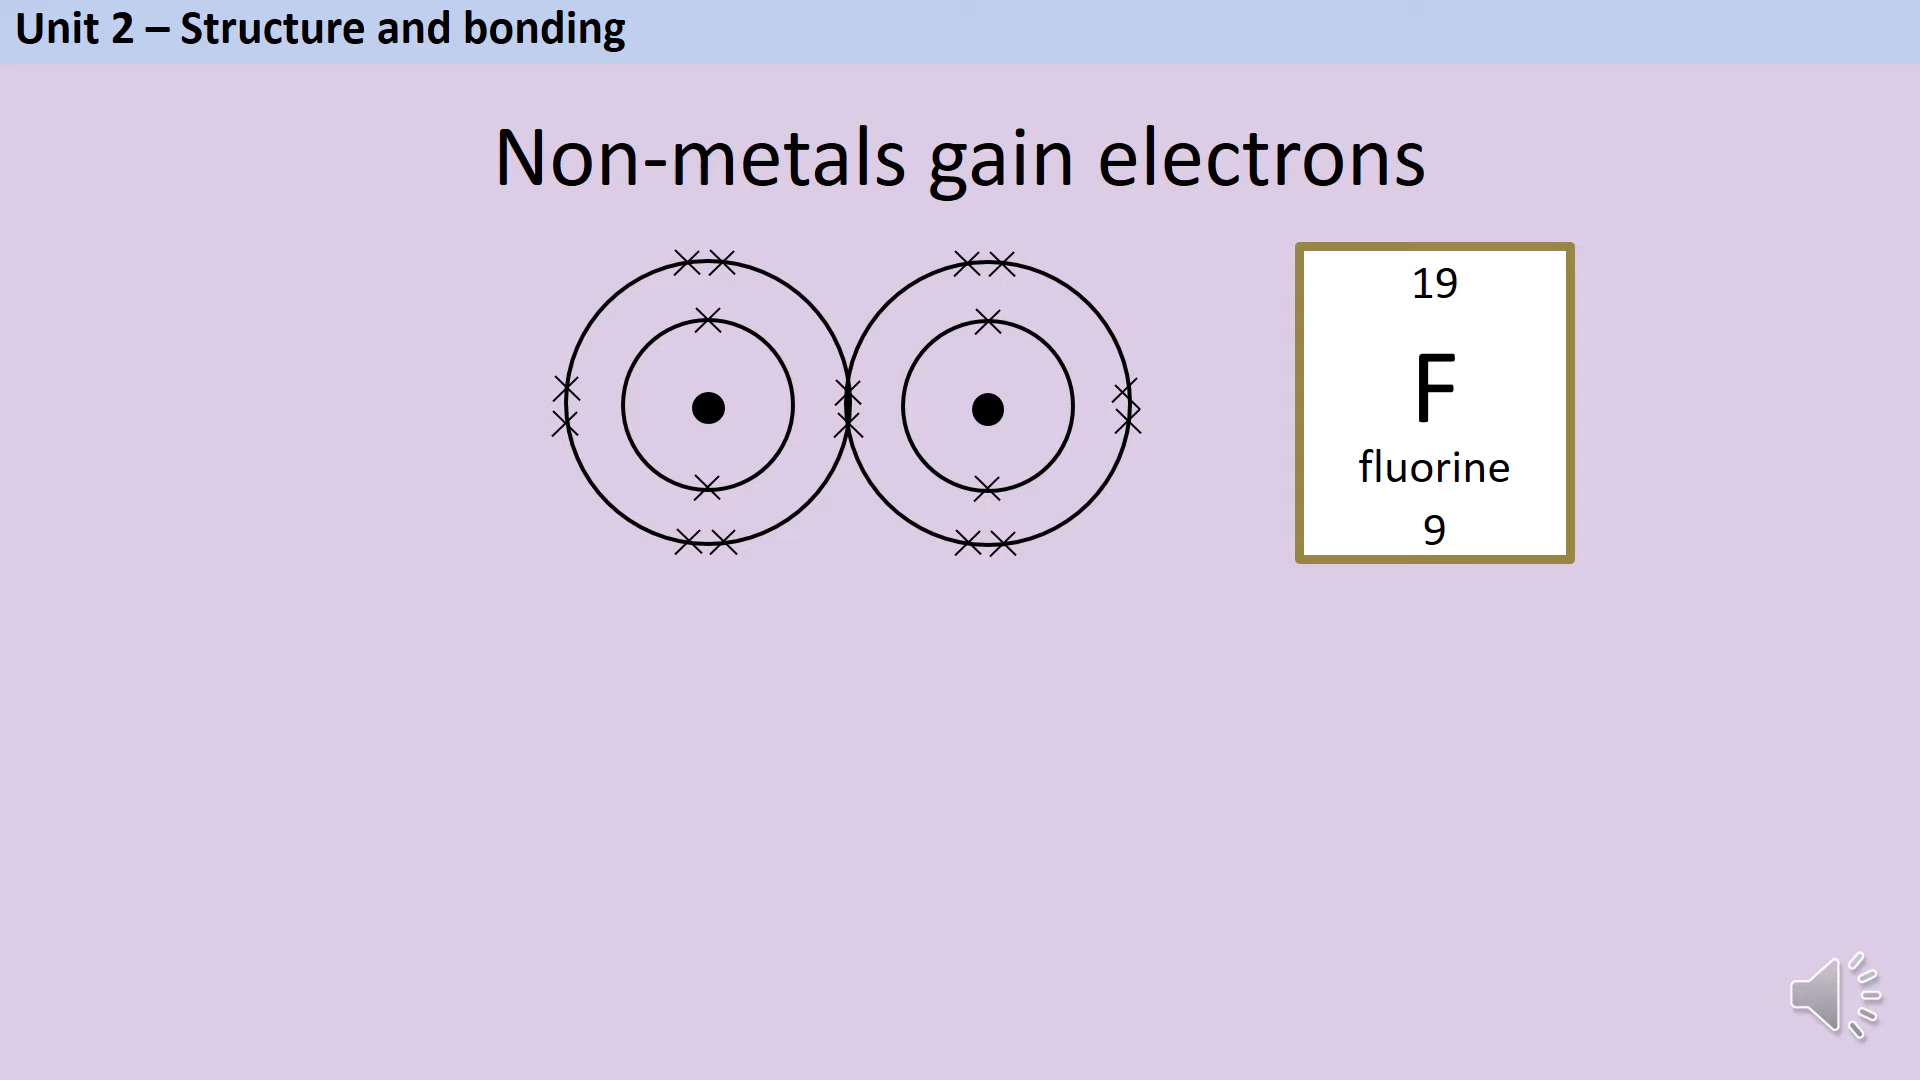 Unit 2 – Structure and bonding
Non-metals gain electrons
19
F
fluorine
9